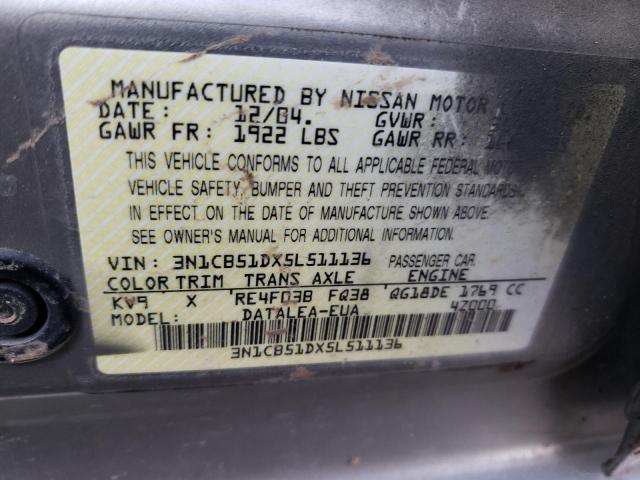 MANUFACTURED BY NISSAN MOTOR
DATE: 12/04. GVWR:
GAWR FR: 1922 LBS GAWR RR:
THIS VEHICLE CONFORMS TO ALL APPLICABLE FEDERAL
VEHICLE SAFETY, BUMPER AND THEFT PREVENTION STANDARDS
IN EFFECT ON THE DATE OF MANUFACTURE SHOWN ABOVE.
SEE OWNER'S MANUAL FOR ADDITIONAL INFORMATION.
VIN: 3N1CB51DX5L511136 PASSENGER CAR.
COLOR TRIM TRANS AXLE ENGINE
KV9 X RE4F03B FQ38 QG18DE 1769 CC
MODEL: DATALEA-EUA 4Z000
3N1CB51DX5L511136